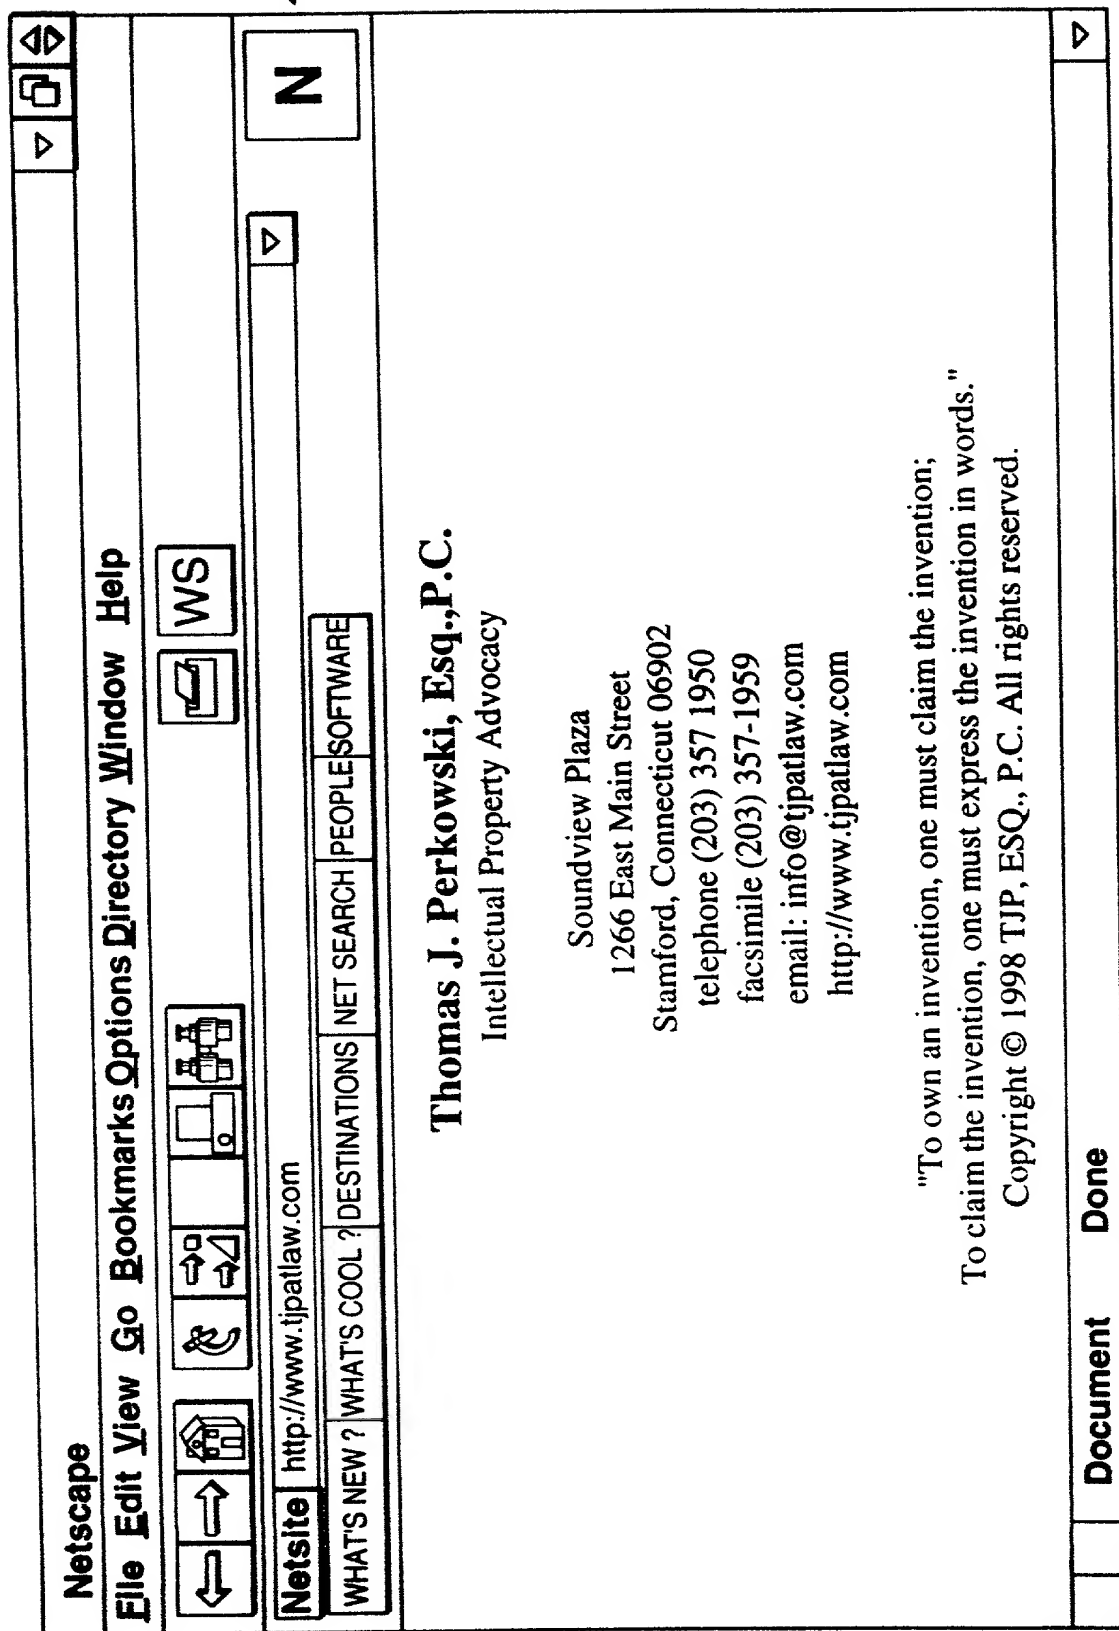 Netscape
File Edit View Go Bookmarks Options Directory Window Help
WS
Netsite http://www.tjpatlaw.com
N
WHAT'S NEW ? WHAT'S COOL ? DESTINATIONS NET SEARCH PEOPLE SOFTWARE
Thomas J. Perkowski, Esq.,P.C.
Intellectual Property Advocacy
Soundview Plaza
1266 East Main Street
Stamford, Connecticut 06902
telephone (203) 357 1950
facsimile (203) 357-1959
email: info@tjpatlaw.com
http://www.tjpatlaw.com
"To own an invention, one must claim the invention;
To claim the invention, one must express the invention in words."
Copyright © 1998 TJP, ESQ., P.C. All rights reserved.
Document Done